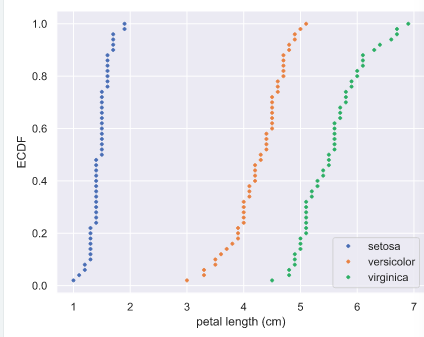 1.0
0.8
0.6
0.4
0.2
0.0
ECDF
setosa
versicolor
virginica
1 2 3 4 5 6 7
petal length (cm)